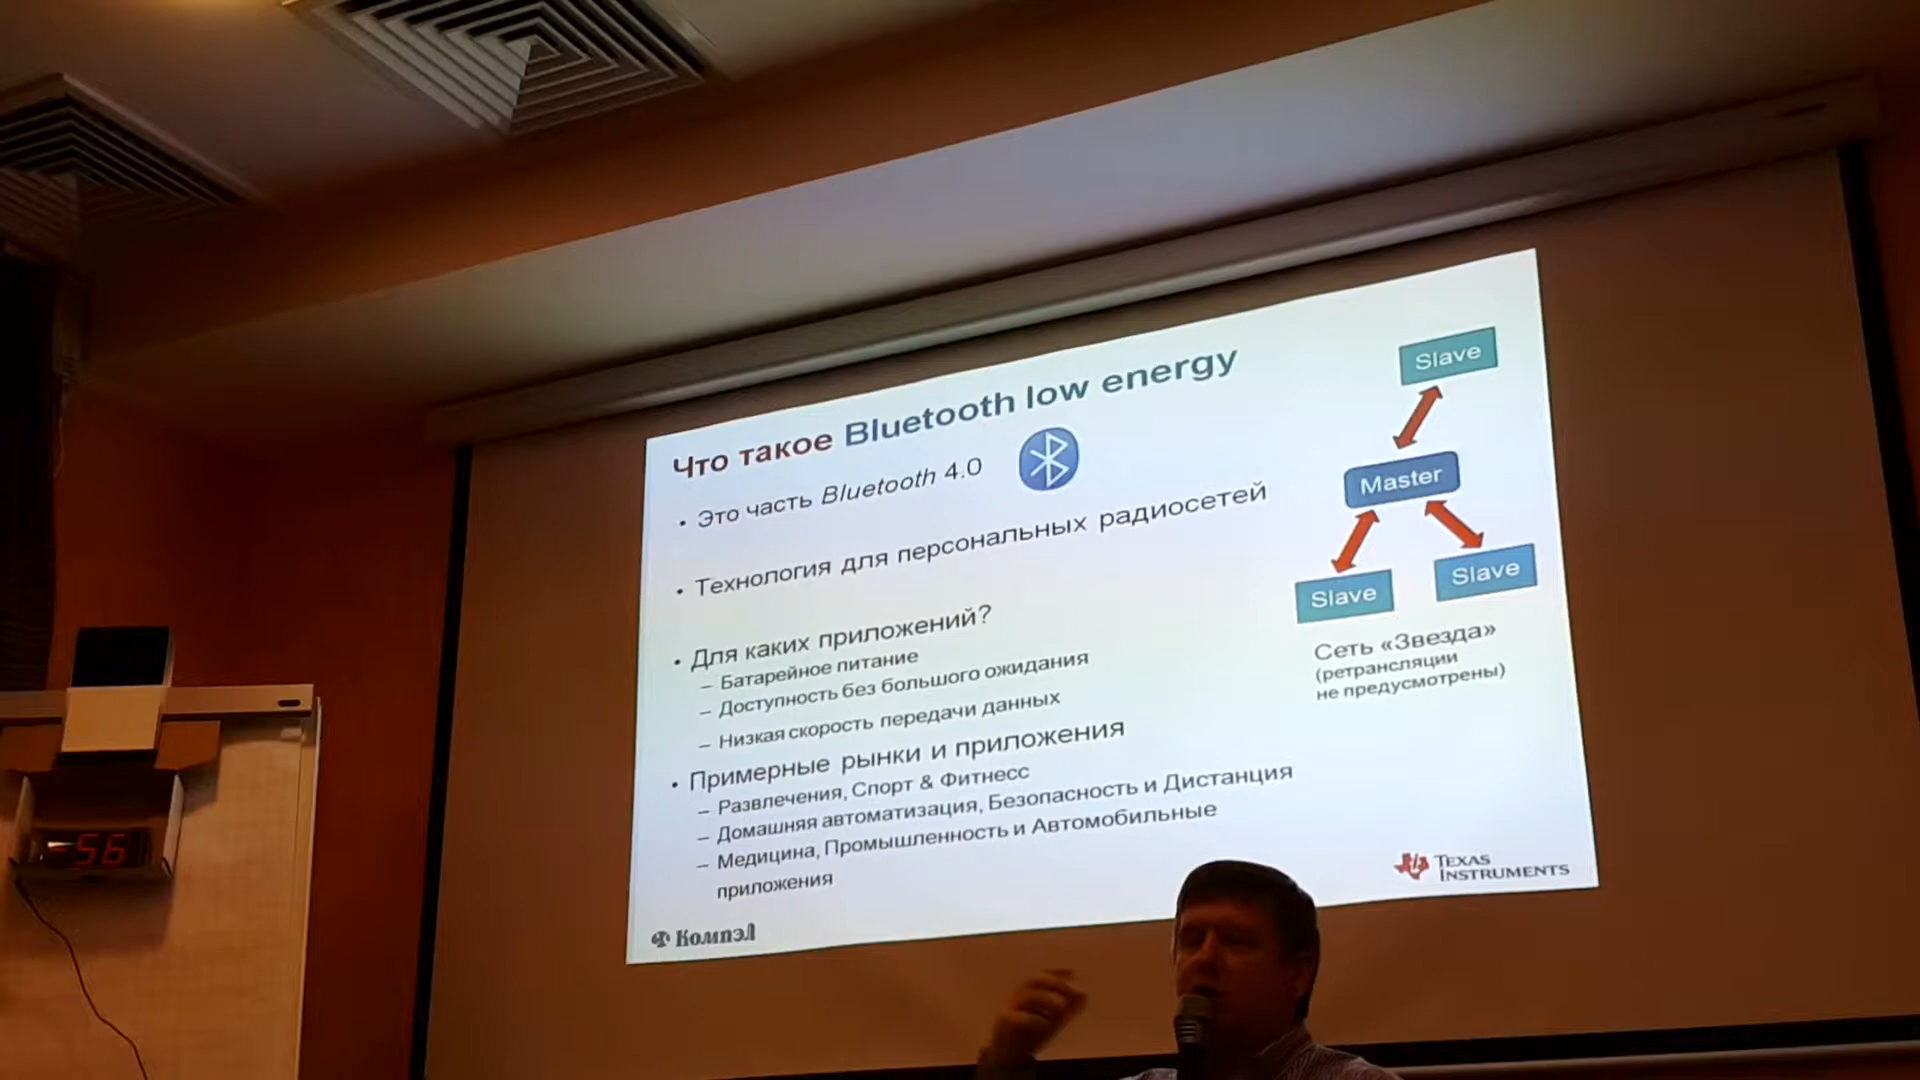 Что такое Bluetooth low energy
• Это часть Bluetooth 4.0
• Технология для персональных радиосетей
• Для каких приложений?
– Батарейное питание
– Доступность без большого ожидания
– Низкая скорость передачи данных
• Примерные рынки и приложения
– Развлечения, Спорт & Фитнесс
– Домашняя автоматизация, Безопасность и Дистанция
– Медицина, Промышленность и Автомобильные
приложения
Slave
Master
Slave
Slave
Сеть «Звезда»
(ретрансляции
не предусмотрены)
КомпэЛ
TEXAS
INSTRUMENTS
56